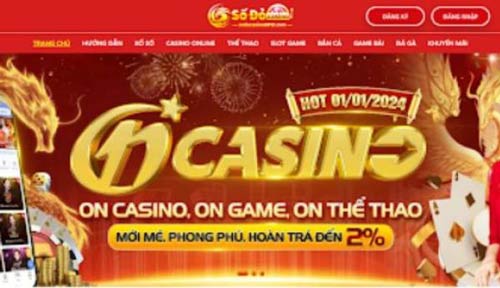 Số Đỏ
ĐĂNG KÝ
ĐĂNG NHẬP
TRANG CHỦ HƯỚNG DẪN SỔ SỐ CASINO ONLINE THỂ THAO SLOT GAME BẮN CÁ GAME BÀI ĐÁ GÀ KHUYẾN MÃI
HOT 01/01/2024
ON CASINO
ON CASINO, ON GAME, ON THỂ THAO
MỚI MẺ, PHONG PHÚ, HOÀN TRẢ ĐẾN 2%